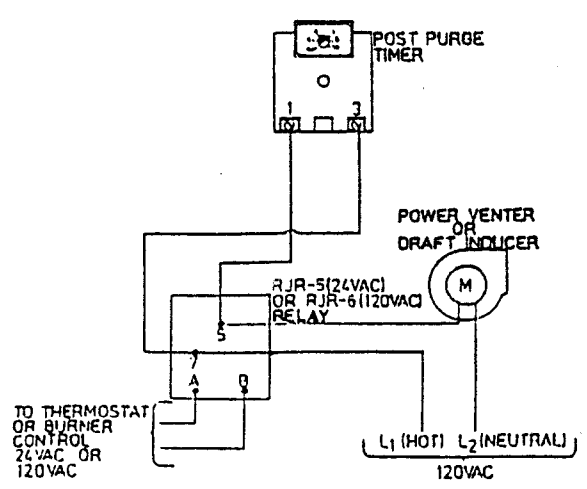 POST PURGE
TIMER
1 3
POWER VENTER
OR
DRAFT INDUCER
M
RJR-5(24VAC)
OR RJR-6(120VAC)
RELAY
5
7
A B
TO THERMOSTAT
OR BURNER
CONTROL
24VAC OR
120VAC
L1 (HOT) L2 (NEUTRAL)
120VAC